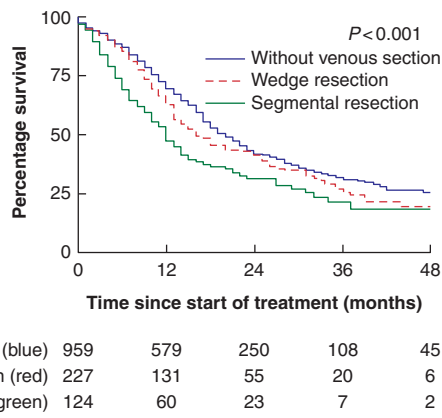 100
75
50
25
0
Percentage survival
P<0.001
Without venous section
Wedge resection
Segmental resection
0 12 24 36 48
Time since start of treatment (months)
(blue) 959 579 250 108 45
(red) 227 131 55 20 6
green) 124 60 23 7 2